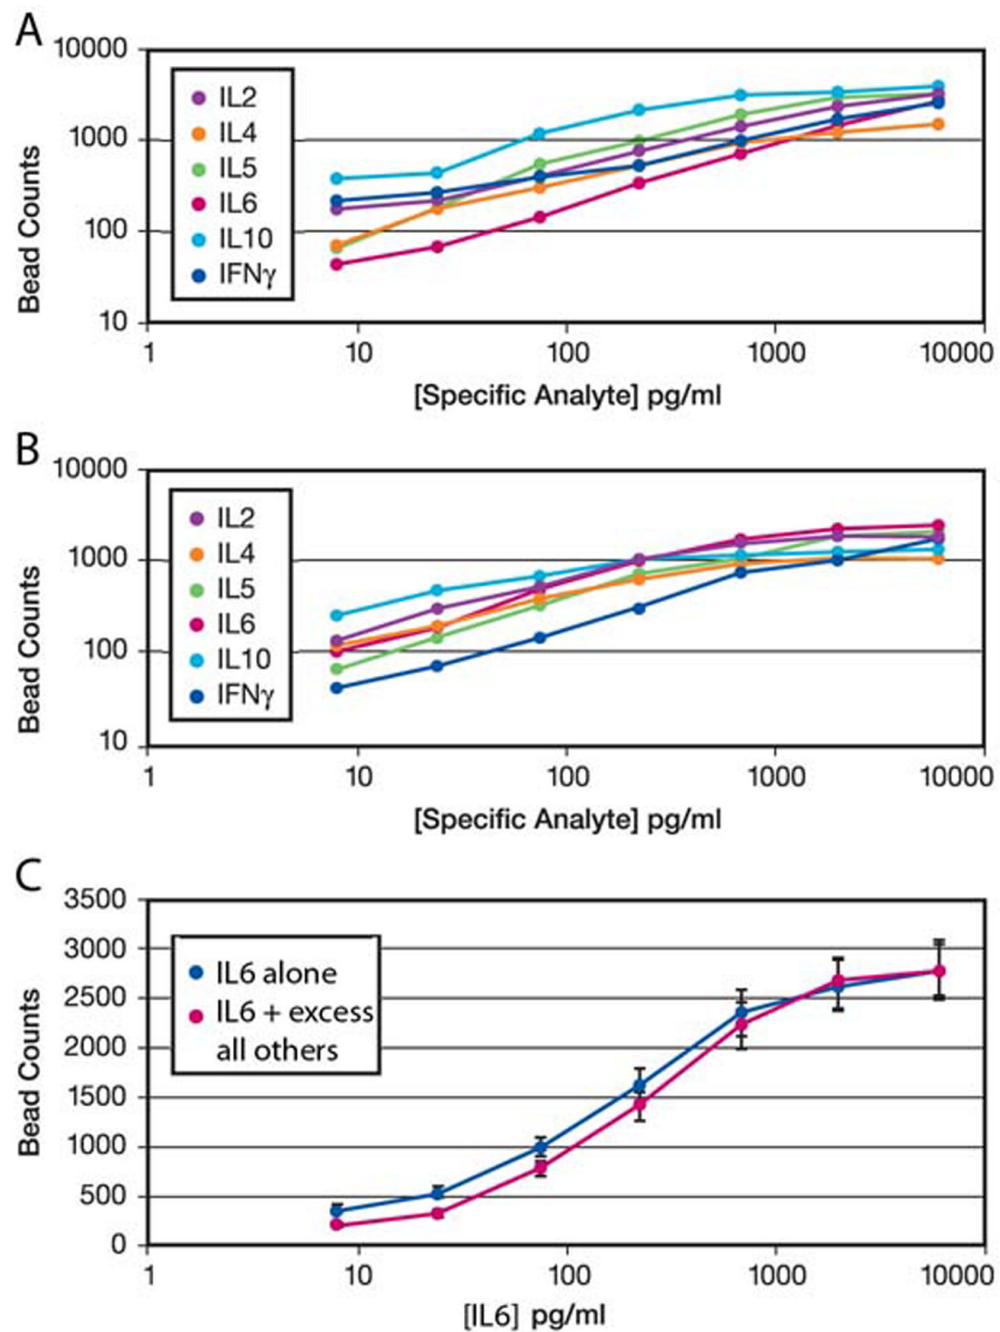 A
10000
1000
100
10
Bead Counts
IL2
IL4
IL5
IL6
IL10
IFNγ
1 10 100 1000 10000
[Specific Analyte] pg/ml
B
10000
1000
100
10
Bead Counts
IL2
IL4
IL5
IL6
IL10
IFNγ
1 10 100 1000 10000
[Specific Analyte] pg/ml
C
3500
3000
2500
2000
1500
1000
500
0
Bead Counts
IL6 alone
IL6 + excess
all others
1 10 100 1000 10000
[IL6] pg/ml